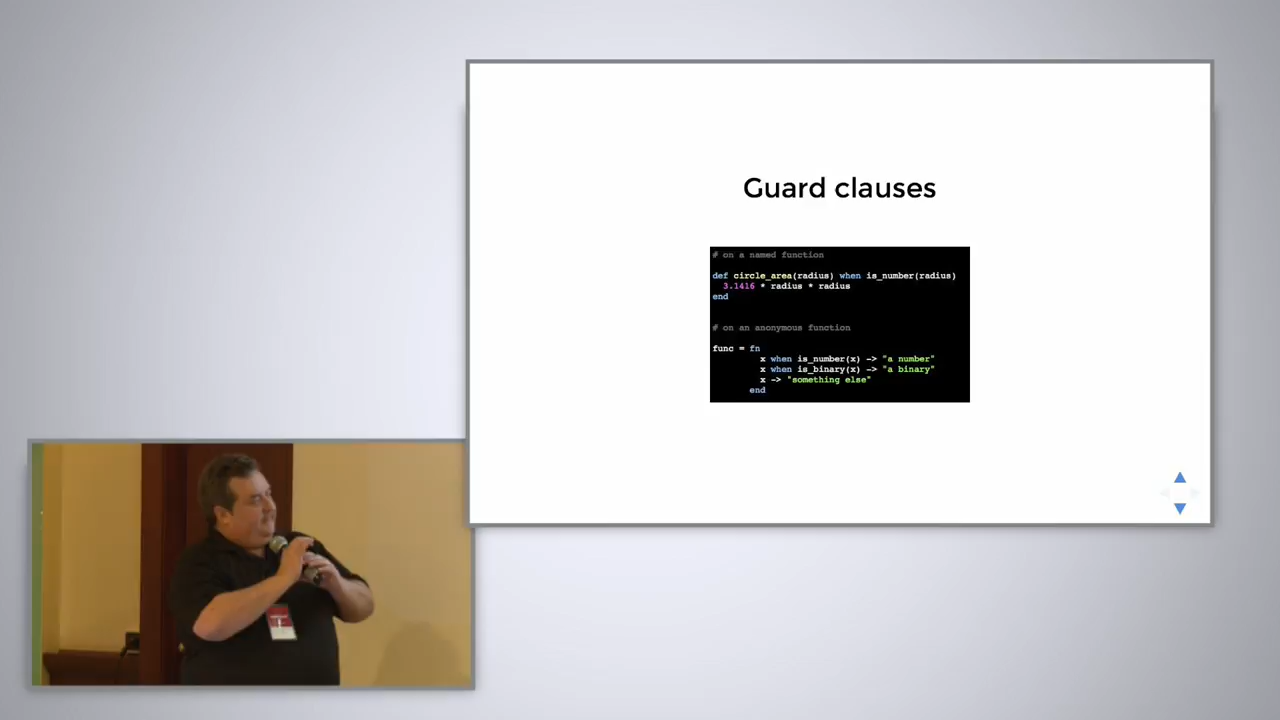 Guard clauses
# on a named function
def circle_area(radius) when is_number(radius)
3.1416 * radius * radius
end
# on an anonymous function
func = fn
x when is_number(x) -> "a number"
x when is_binary(x) -> "a binary"
x -> "something else"
end